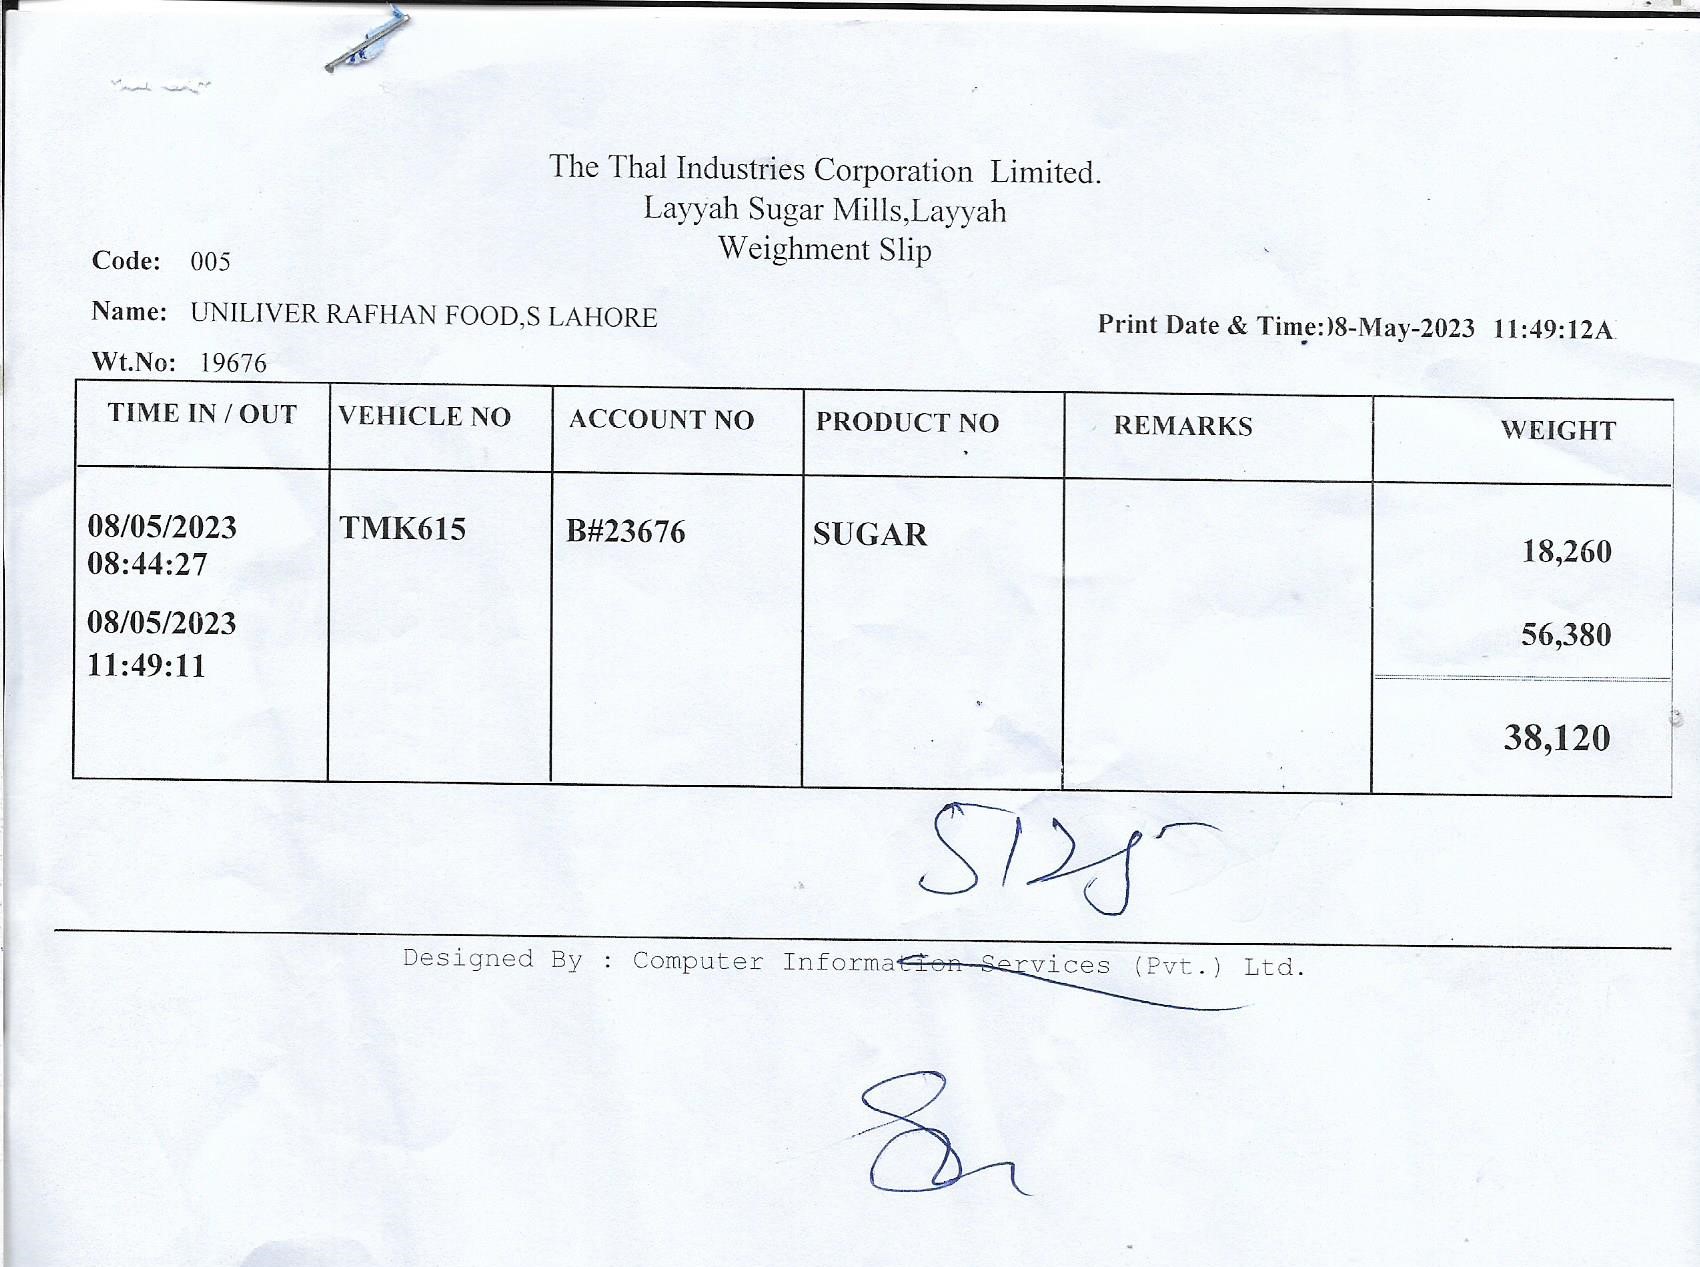 The Thal Industries Corporation Limited.
Layyah Sugar Mills,Layyah
Weighment Slip
Code: 005
Name: UNILIVER RAFHAN FOOD,S LAHORE
Print Date & Time:)8-May-2023 11:49:12A
Wt.No: 19676
TIME IN / OUT VEHICLE NO ACCOUNT NO PRODUCT NO REMARKS WEIGHT
08/05/2023 TMK615 B#23676 SUGAR 18,260
08:44:27
08/05/2023 56,380
11:49:11
38,120
Designed By : Computer Information Services (Pvt.) Ltd.